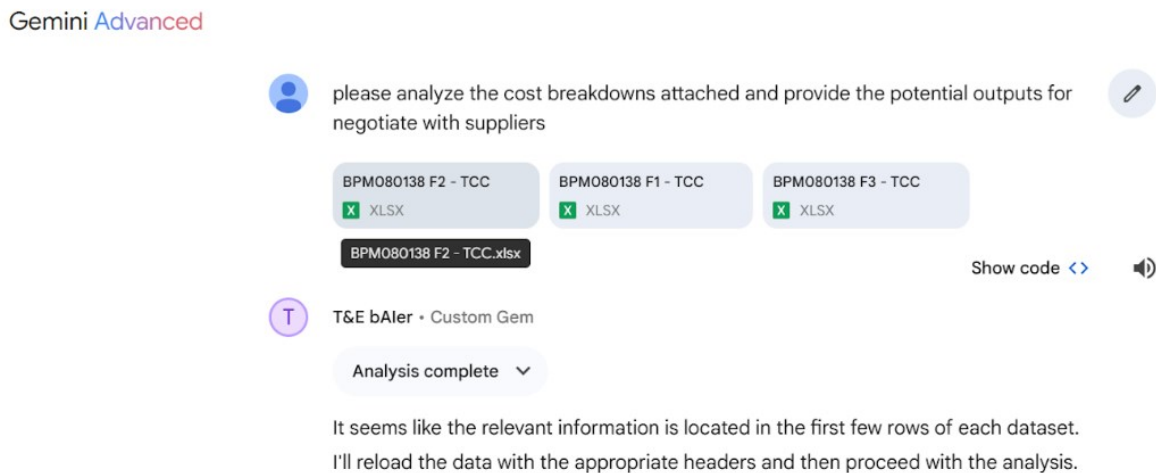 Gemini Advanced
please analyze the cost breakdowns attached and provide the potential outputs for
negotiate with suppliers
BPM080138 F2 - TCC
BPM080138 F1 - TCC
BPM080138 F3 - TCC
X XLSX
X XLSX
X XLSX
BPM080138 F2 - TCC.xlsx
Show code <>
T
T&E bAIer • Custom Gem
Analysis complete
It seems like the relevant information is located in the first few rows of each dataset.
I'll reload the data with the appropriate headers and then proceed with the analysis.